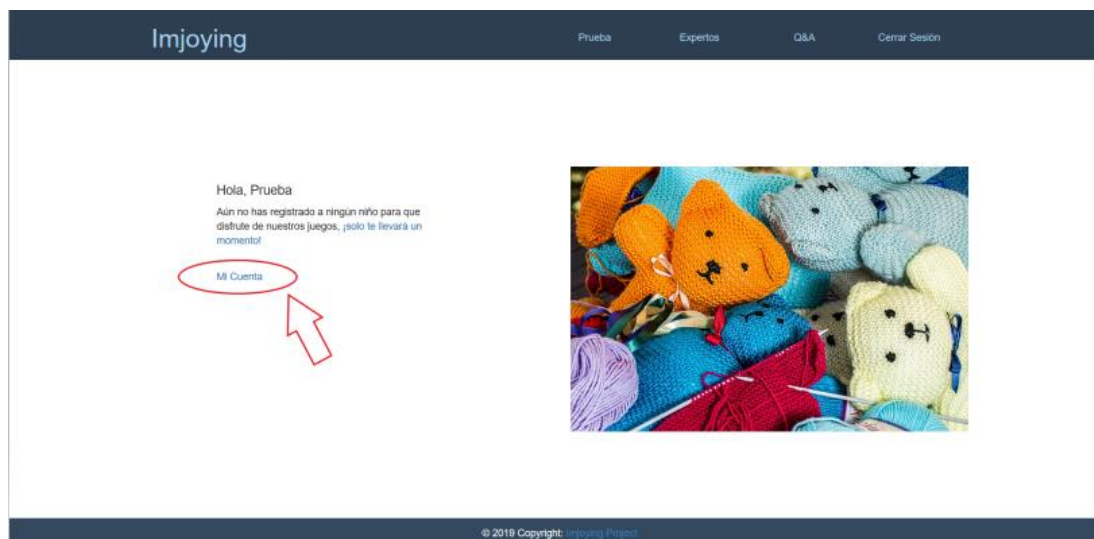 Imjoying
Prueba Expertos Q&A Cerrar Sesión
Hola, Prueba
Aún no has registrado a ningún niño para que
disfrute de nuestros juegos, ¡solo te llevará un
momento!
Mi Cuenta
© 2019 Copyright: Imjoying Project